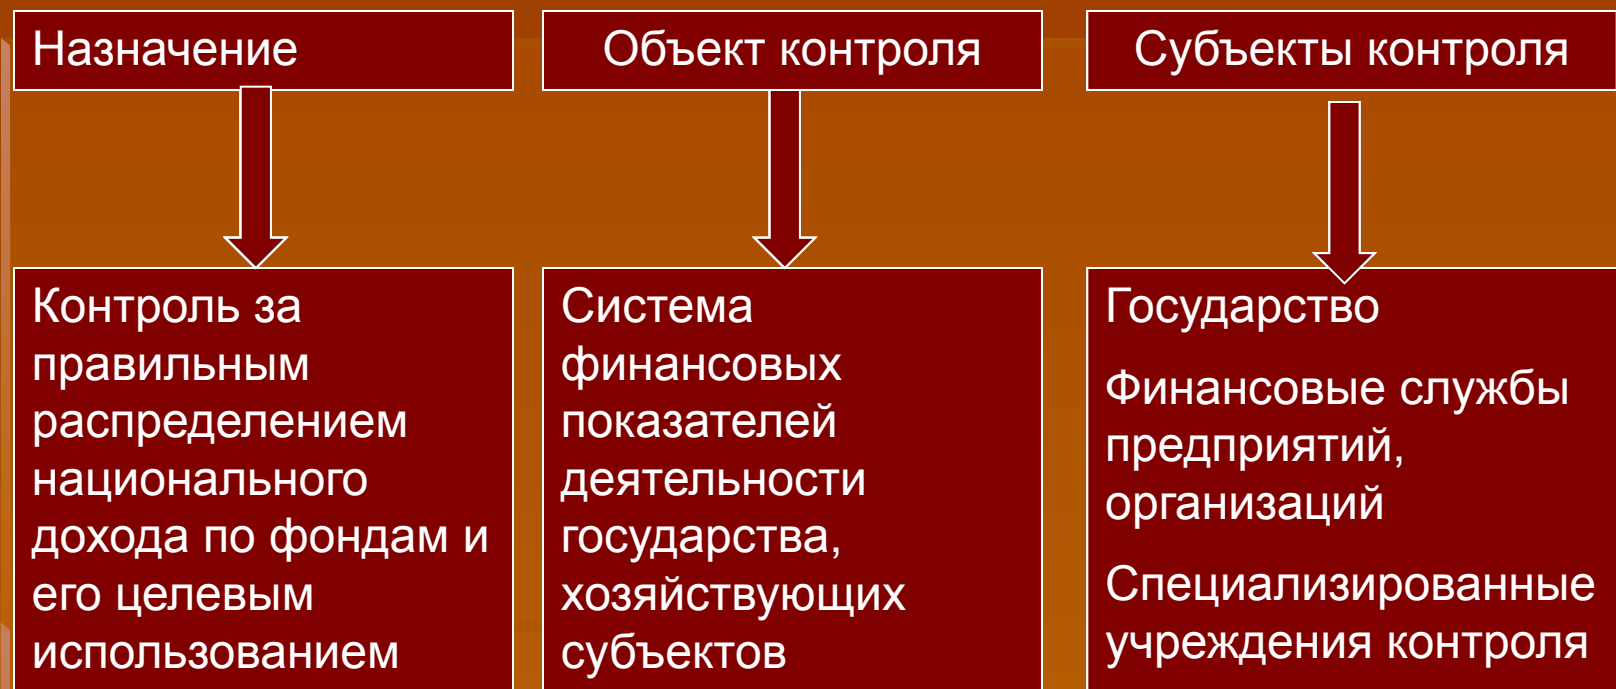 Назначение
Объект контроля
Субъекты контроля
Контроль за
правильным
распределением
национального
дохода по фондам и
его целевым
использованием
Система
финансовых
показателей
деятельности
государства,
хозяйствующих
субъектов
Государство
Финансовые службы
предприятий,
организаций
Специализированные
учреждения контроля